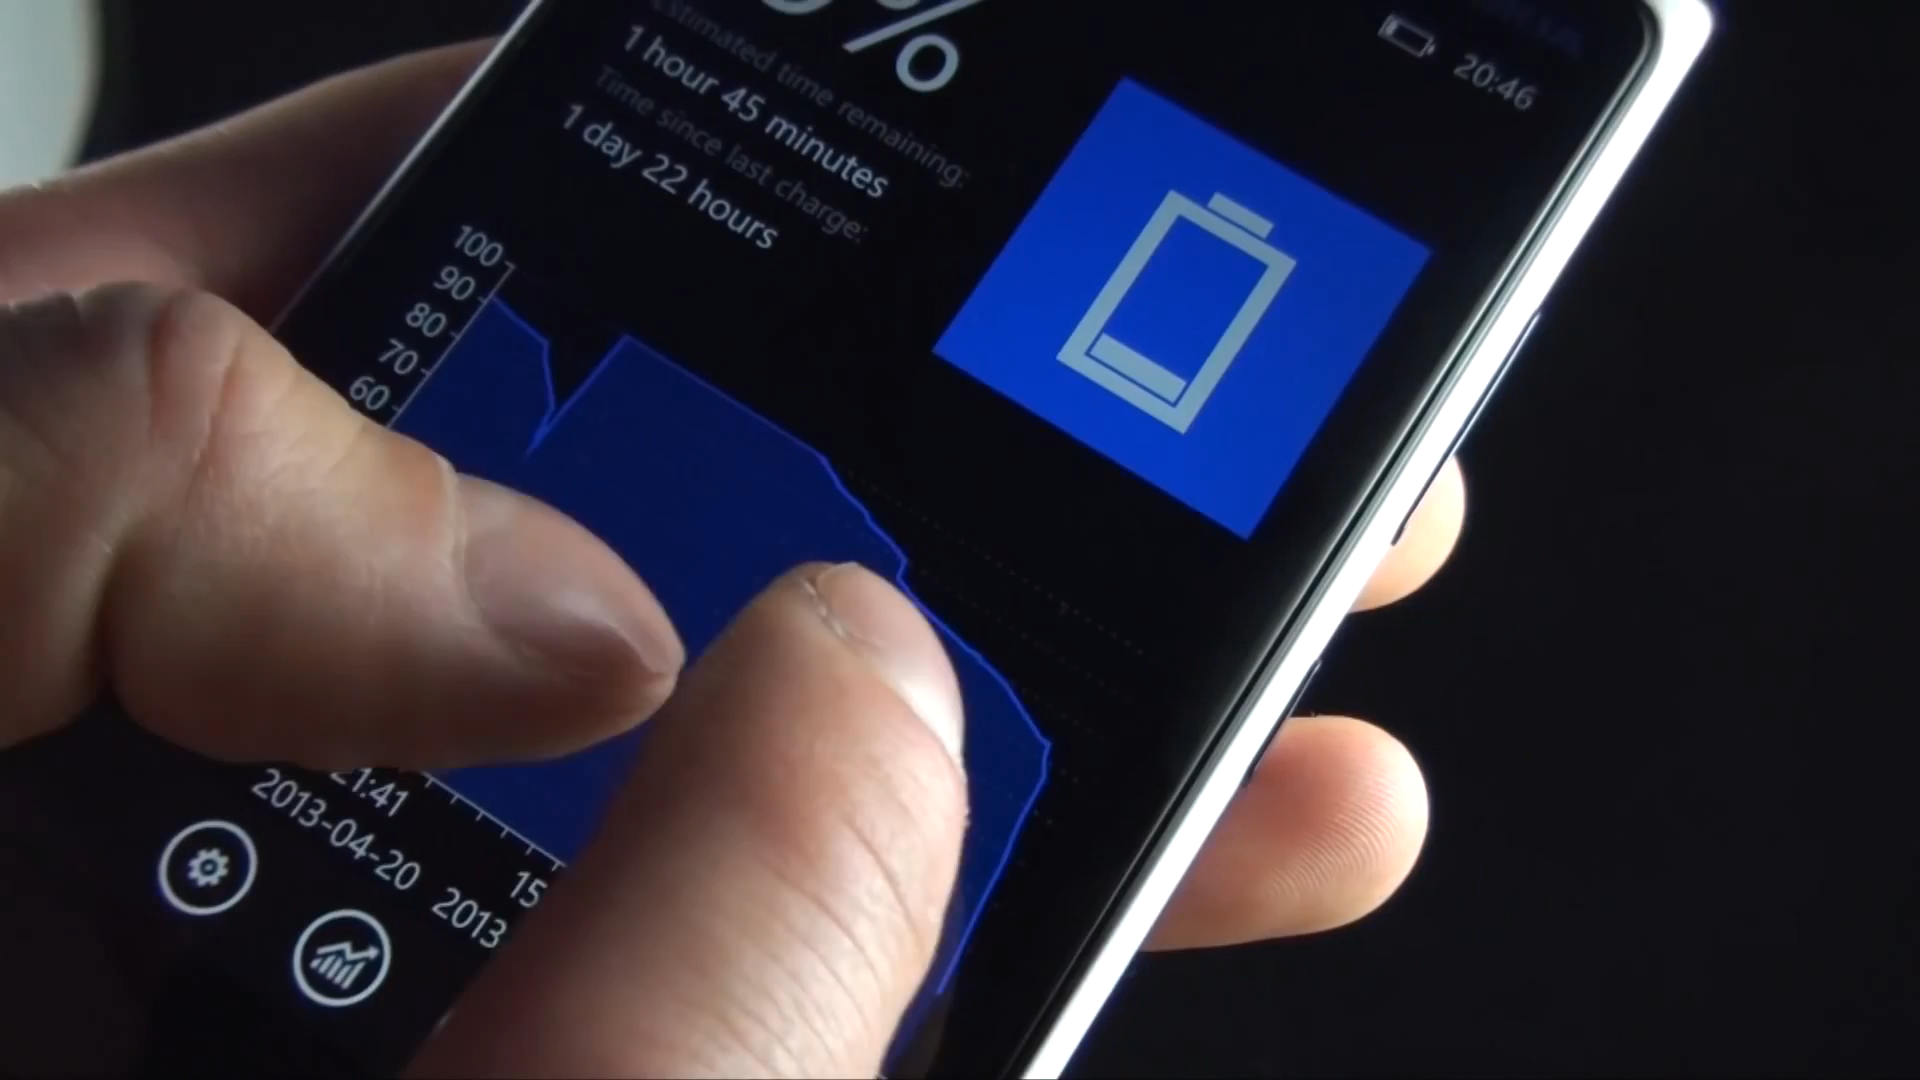 %
20:46
Estimated time remaining:
1 hour 45 minutes
Time since last charge:
1 day 22 hours
100
90
80
70
60
21:41
15
2013-04-20
2013